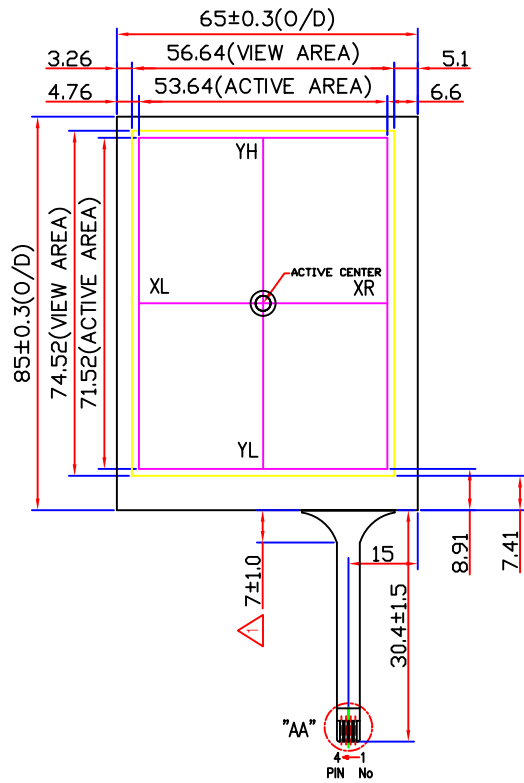 65±0.3(O/D)
3.26
56.64(VIEW AREA)
5.1
4.76
53.64(ACTIVE AREA)
6.6
YH
85±0.3(O/D)
74.52(VIEW AREA)
71.52(ACTIVE AREA)
ACTIVE CENTER
XL
XR
YL
7±1.0
1
15
30.4±1.5
8.91
7.41
"AA"
4 1
PIN No